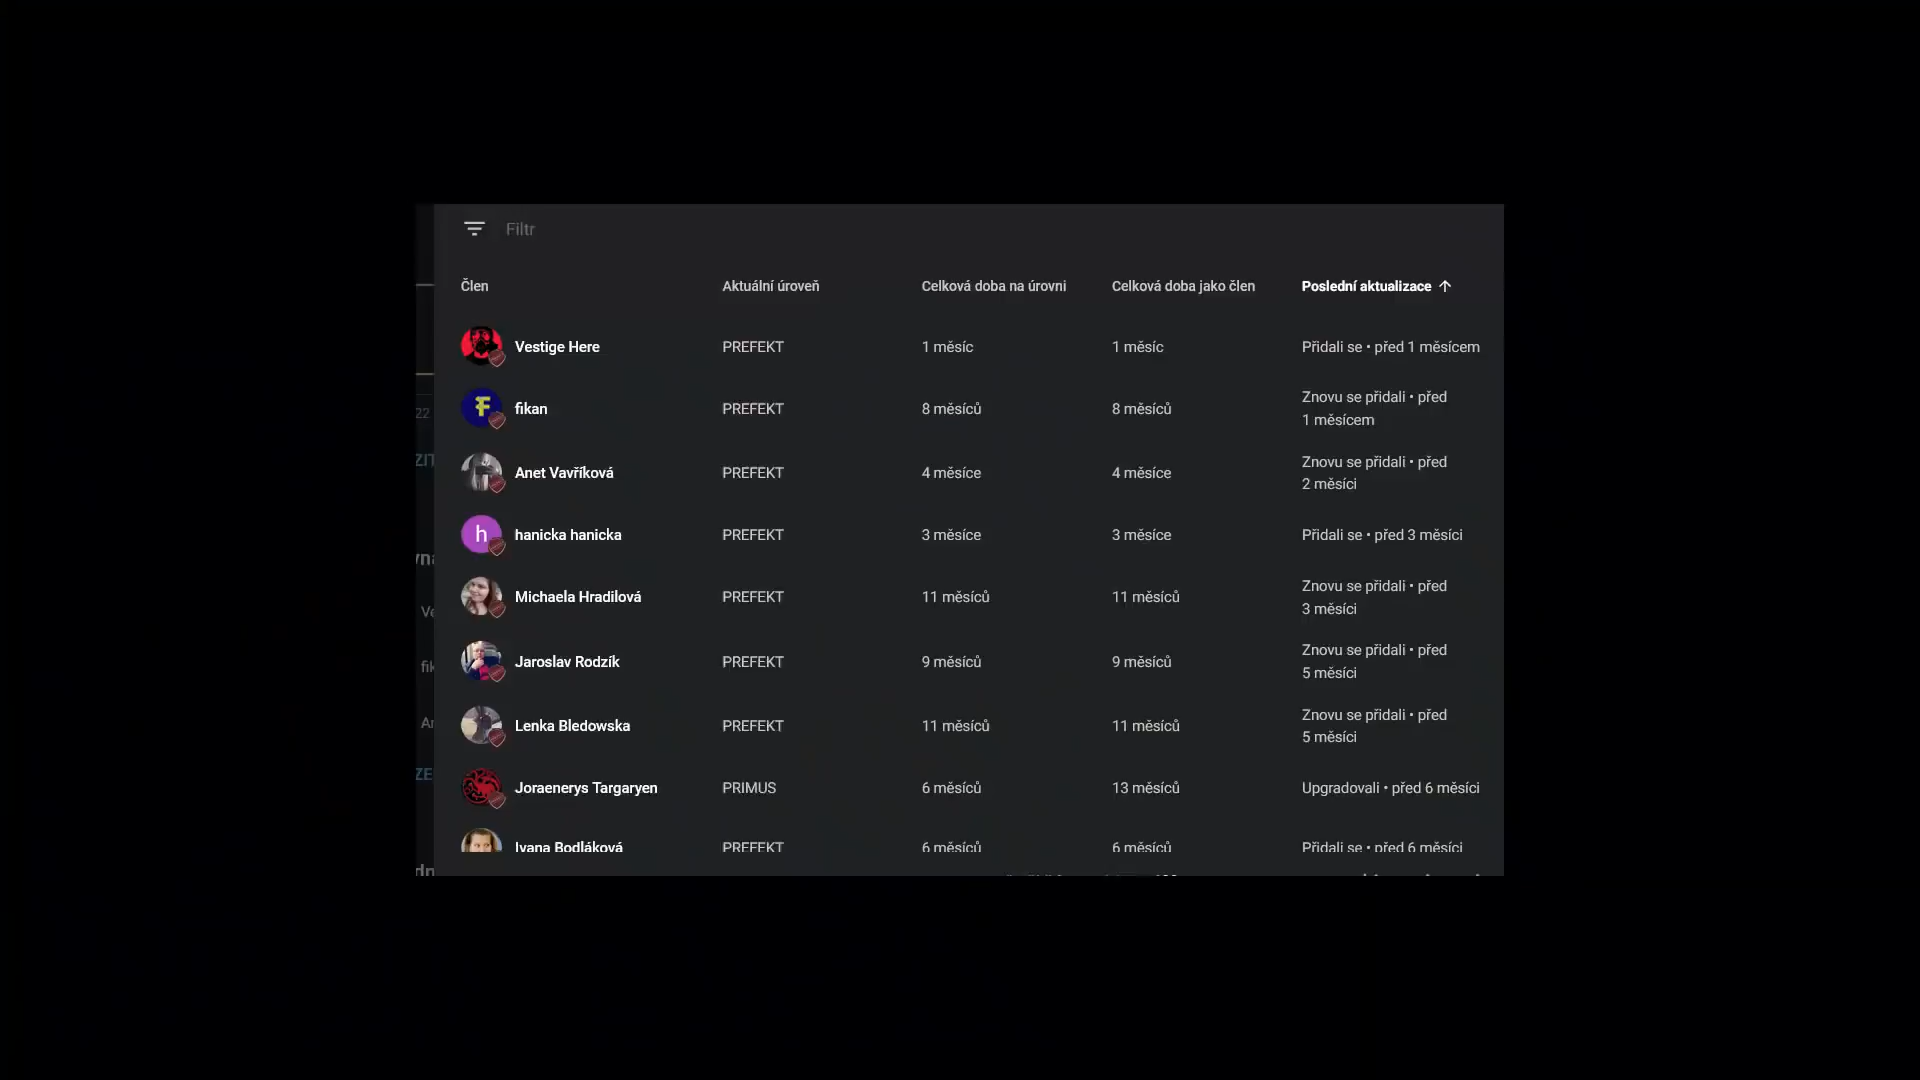 Filtr
Člen Aktuální úroveň Celková doba na úrovni Celková doba jako člen Poslední aktualizace
Vestige Here PREFEKT 1 měsíc 1 měsíc Přidali se • před 1 měsícem
fikan PREFEKT 8 měsíců 8 měsíců Znovu se přidali • před
1 měsícem
Anet Vavříková PREFEKT 4 měsíce 4 měsíce Znovu se přidali • před
2 měsíci
h
hanicka hanicka PREFEKT 3 měsíce 3 měsíce Přidali se • před 3 měsíci
Michaela Hradilová PREFEKT 11 měsíců 11 měsíců Znovu se přidali • před
3 měsíci
Jaroslav Rodzík PREFEKT 9 měsíců 9 měsíců Znovu se přidali • před
5 měsíci
Lenka Bledowska PREFEKT 11 měsíců 11 měsíců Znovu se přidali • před
5 měsíci
Joraenerys Targaryen PRIMUS 6 měsíců 13 měsíců Upgradovali • před 6 měsíci
Ivana Bodláková PREFEKT 6 měsíců 6 měsíců Přidali se • před 6 měsíci